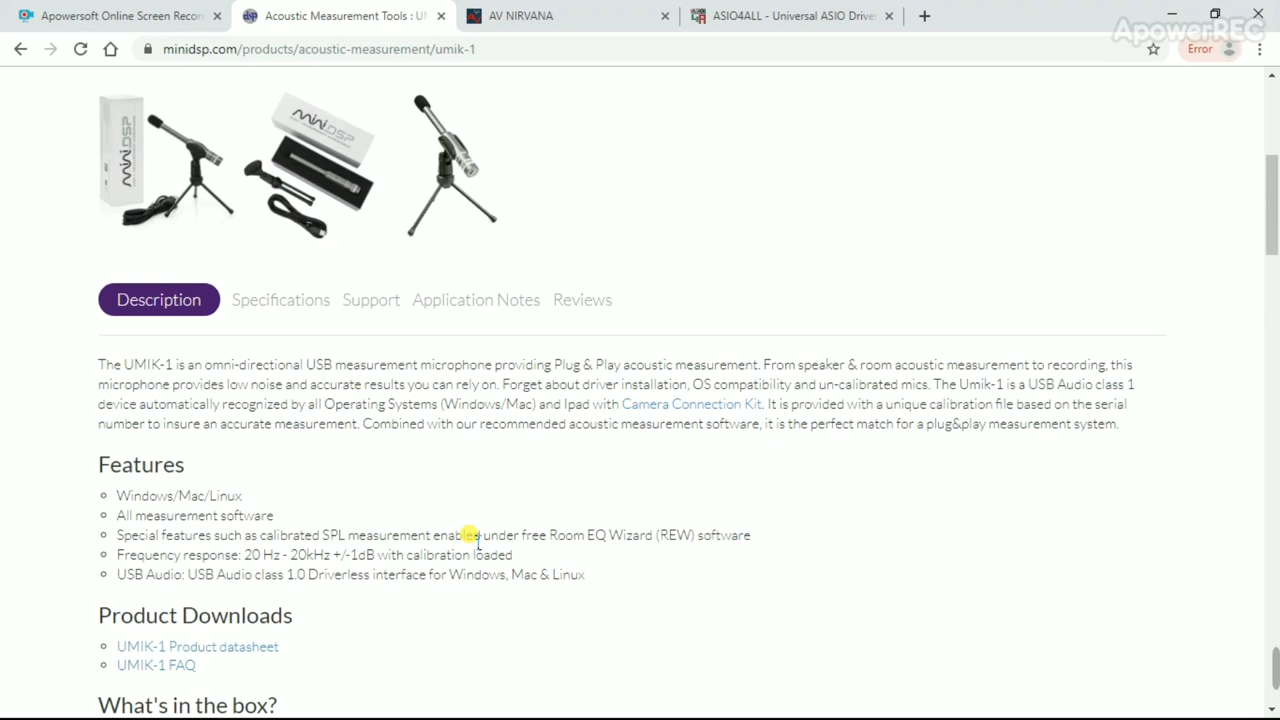 Apowersoft Online Screen Recor
Acoustic Measurement Tools : UM
AV NIRVANA
ASIO4ALL - Universal ASIO Drive
ApowerREC
minidsp.com/products/acoustic-measurement/umik-1
Error
miniDSP
miniDSP
Description
Specifications
Support
Application Notes
Reviews
The UMIK-1 is an omni-directional USB measurement microphone providing Plug & Play acoustic measurement. From speaker & room acoustic measurement to recording, this
microphone provides low noise and accurate results you can rely on. Forget about driver installation, OS compatibility and un-calibrated mics. The Umik-1 is a USB Audio class 1
device automatically recognized by all Operating Systems (Windows/Mac) and Ipad with Camera Connection Kit. It is provided with a unique calibration file based on the serial
number to insure an accurate measurement. Combined with our recommended acoustic measurement software, it is the perfect match for a plug&play measurement system.
Features
Windows/Mac/Linux
All measurement software
Special features such as calibrated SPL measurement enabled under free Room EQ Wizard (REW) software
Frequency response: 20 Hz - 20kHz +/-1dB with calibration loaded
USB Audio: USB Audio class 1.0 Driverless interface for Windows, Mac & Linux
Product Downloads
UMIK-1 Product datasheet
UMIK-1 FAQ
What's in the box?